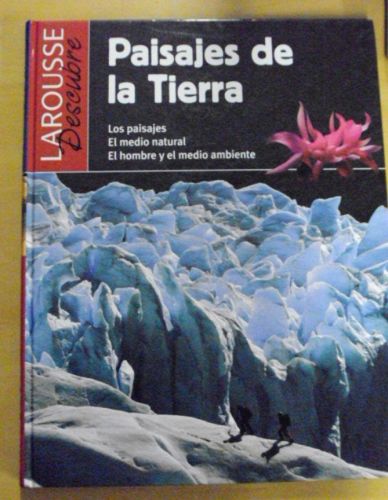 LAROUSSE
Descubre
Paisajes de
la Tierra
Los paisajes
El medio natural
El hombre y el medio ambiente